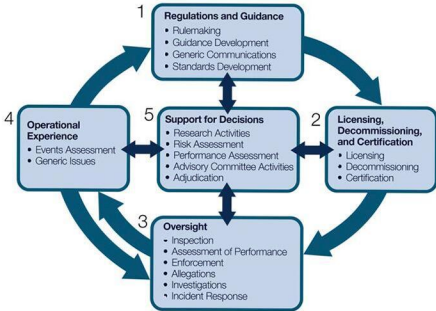 1
Regulations and Guidance
• Rulemaking
• Guidance Development
• Generic Communications
• Standards Development
4
Operational
Experience
• Events Assessment
• Generic Issues
5
Support for Decisions
• Research Activities
• Risk Assessment
• Performance Assessment
• Advisory Committee Activities
• Adjudication
2
Licensing,
Decommissioning,
and Certification
• Licensing
• Decommissioning
• Certification
3
Oversight
• Inspection
• Assessment of Performance
• Enforcement
• Allegations
• Investigations
• Incident Response